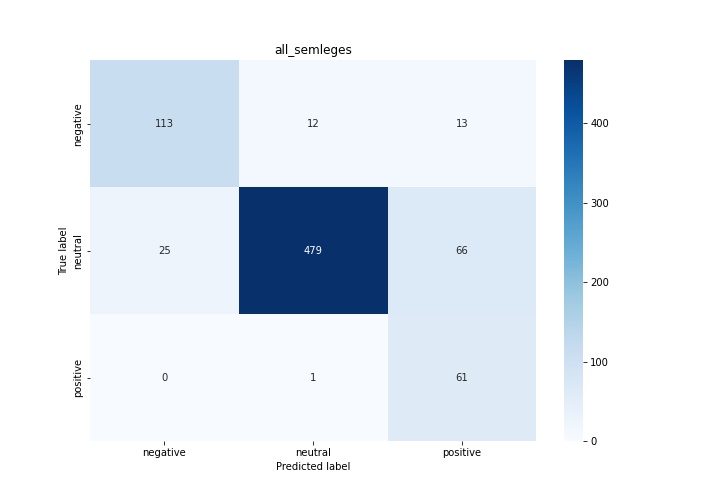 all_semleges
negative
113
12
13
400
True label
neutral
25
479
66
300
200
positive
0
1
61
100
0
negative
neutral
positive
Predicted label